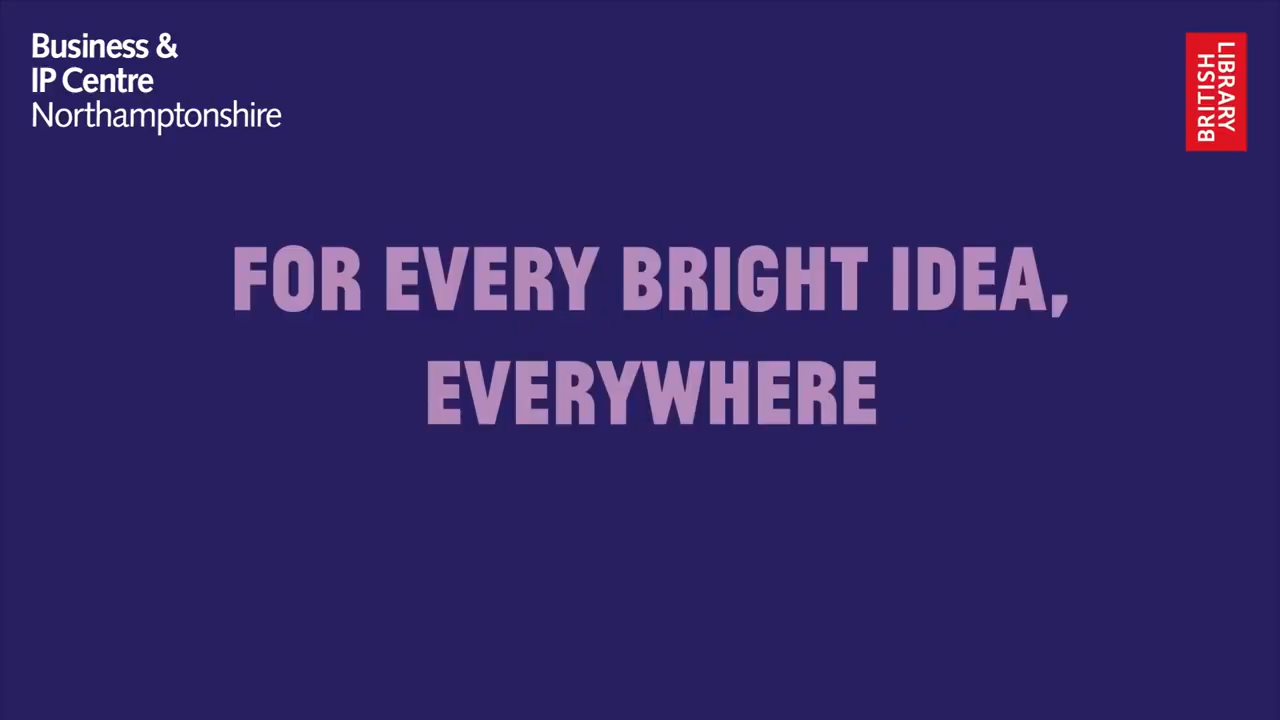 Business &
IP Centre
Northamptonshire
BRITISH
LIBRARY
FOR EVERY BRIGHT IDEA,
EVERYWHERE